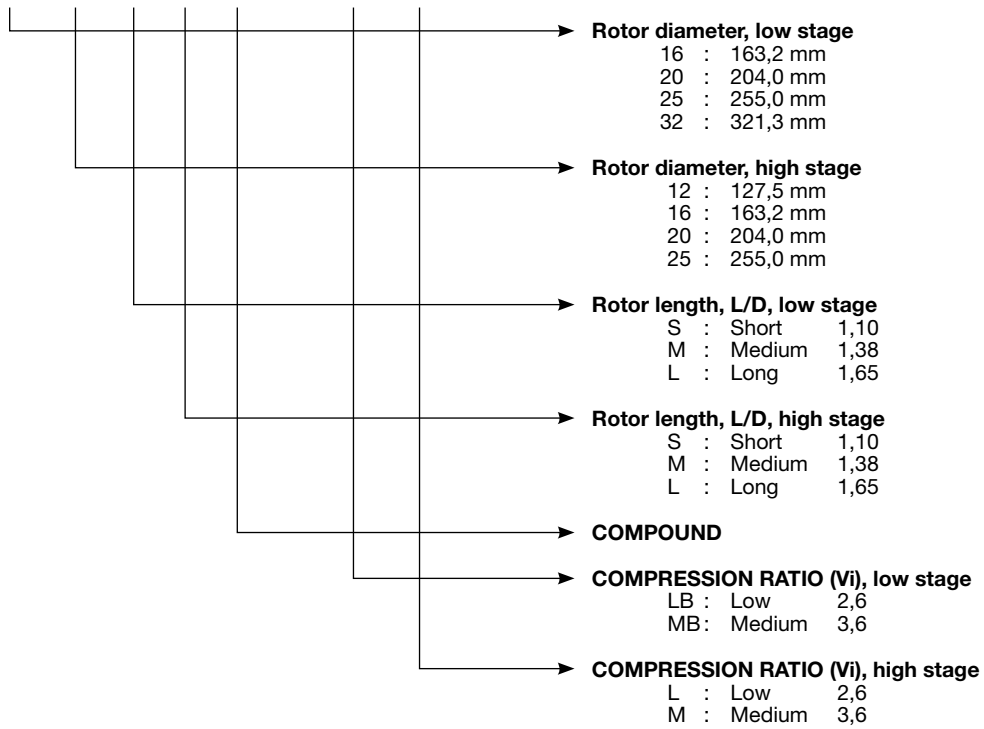 Rotor diameter, low stage
16 : 163,2 mm
20 : 204,0 mm
25 : 255,0 mm
32 : 321,3 mm
Rotor diameter, high stage
12 : 127,5 mm
16 : 163,2 mm
20 : 204,0 mm
25 : 255,0 mm
Rotor length, L/D, low stage
S : Short 1,10
M : Medium 1,38
L : Long 1,65
Rotor length, L/D, high stage
S : Short 1,10
M : Medium 1,38
L : Long 1,65
COMPOUND
COMPRESSION RATIO (Vi), low stage
LB : Low 2,6
MB : Medium 3,6
COMPRESSION RATIO (Vi), high stage
L : Low 2,6
M : Medium 3,6